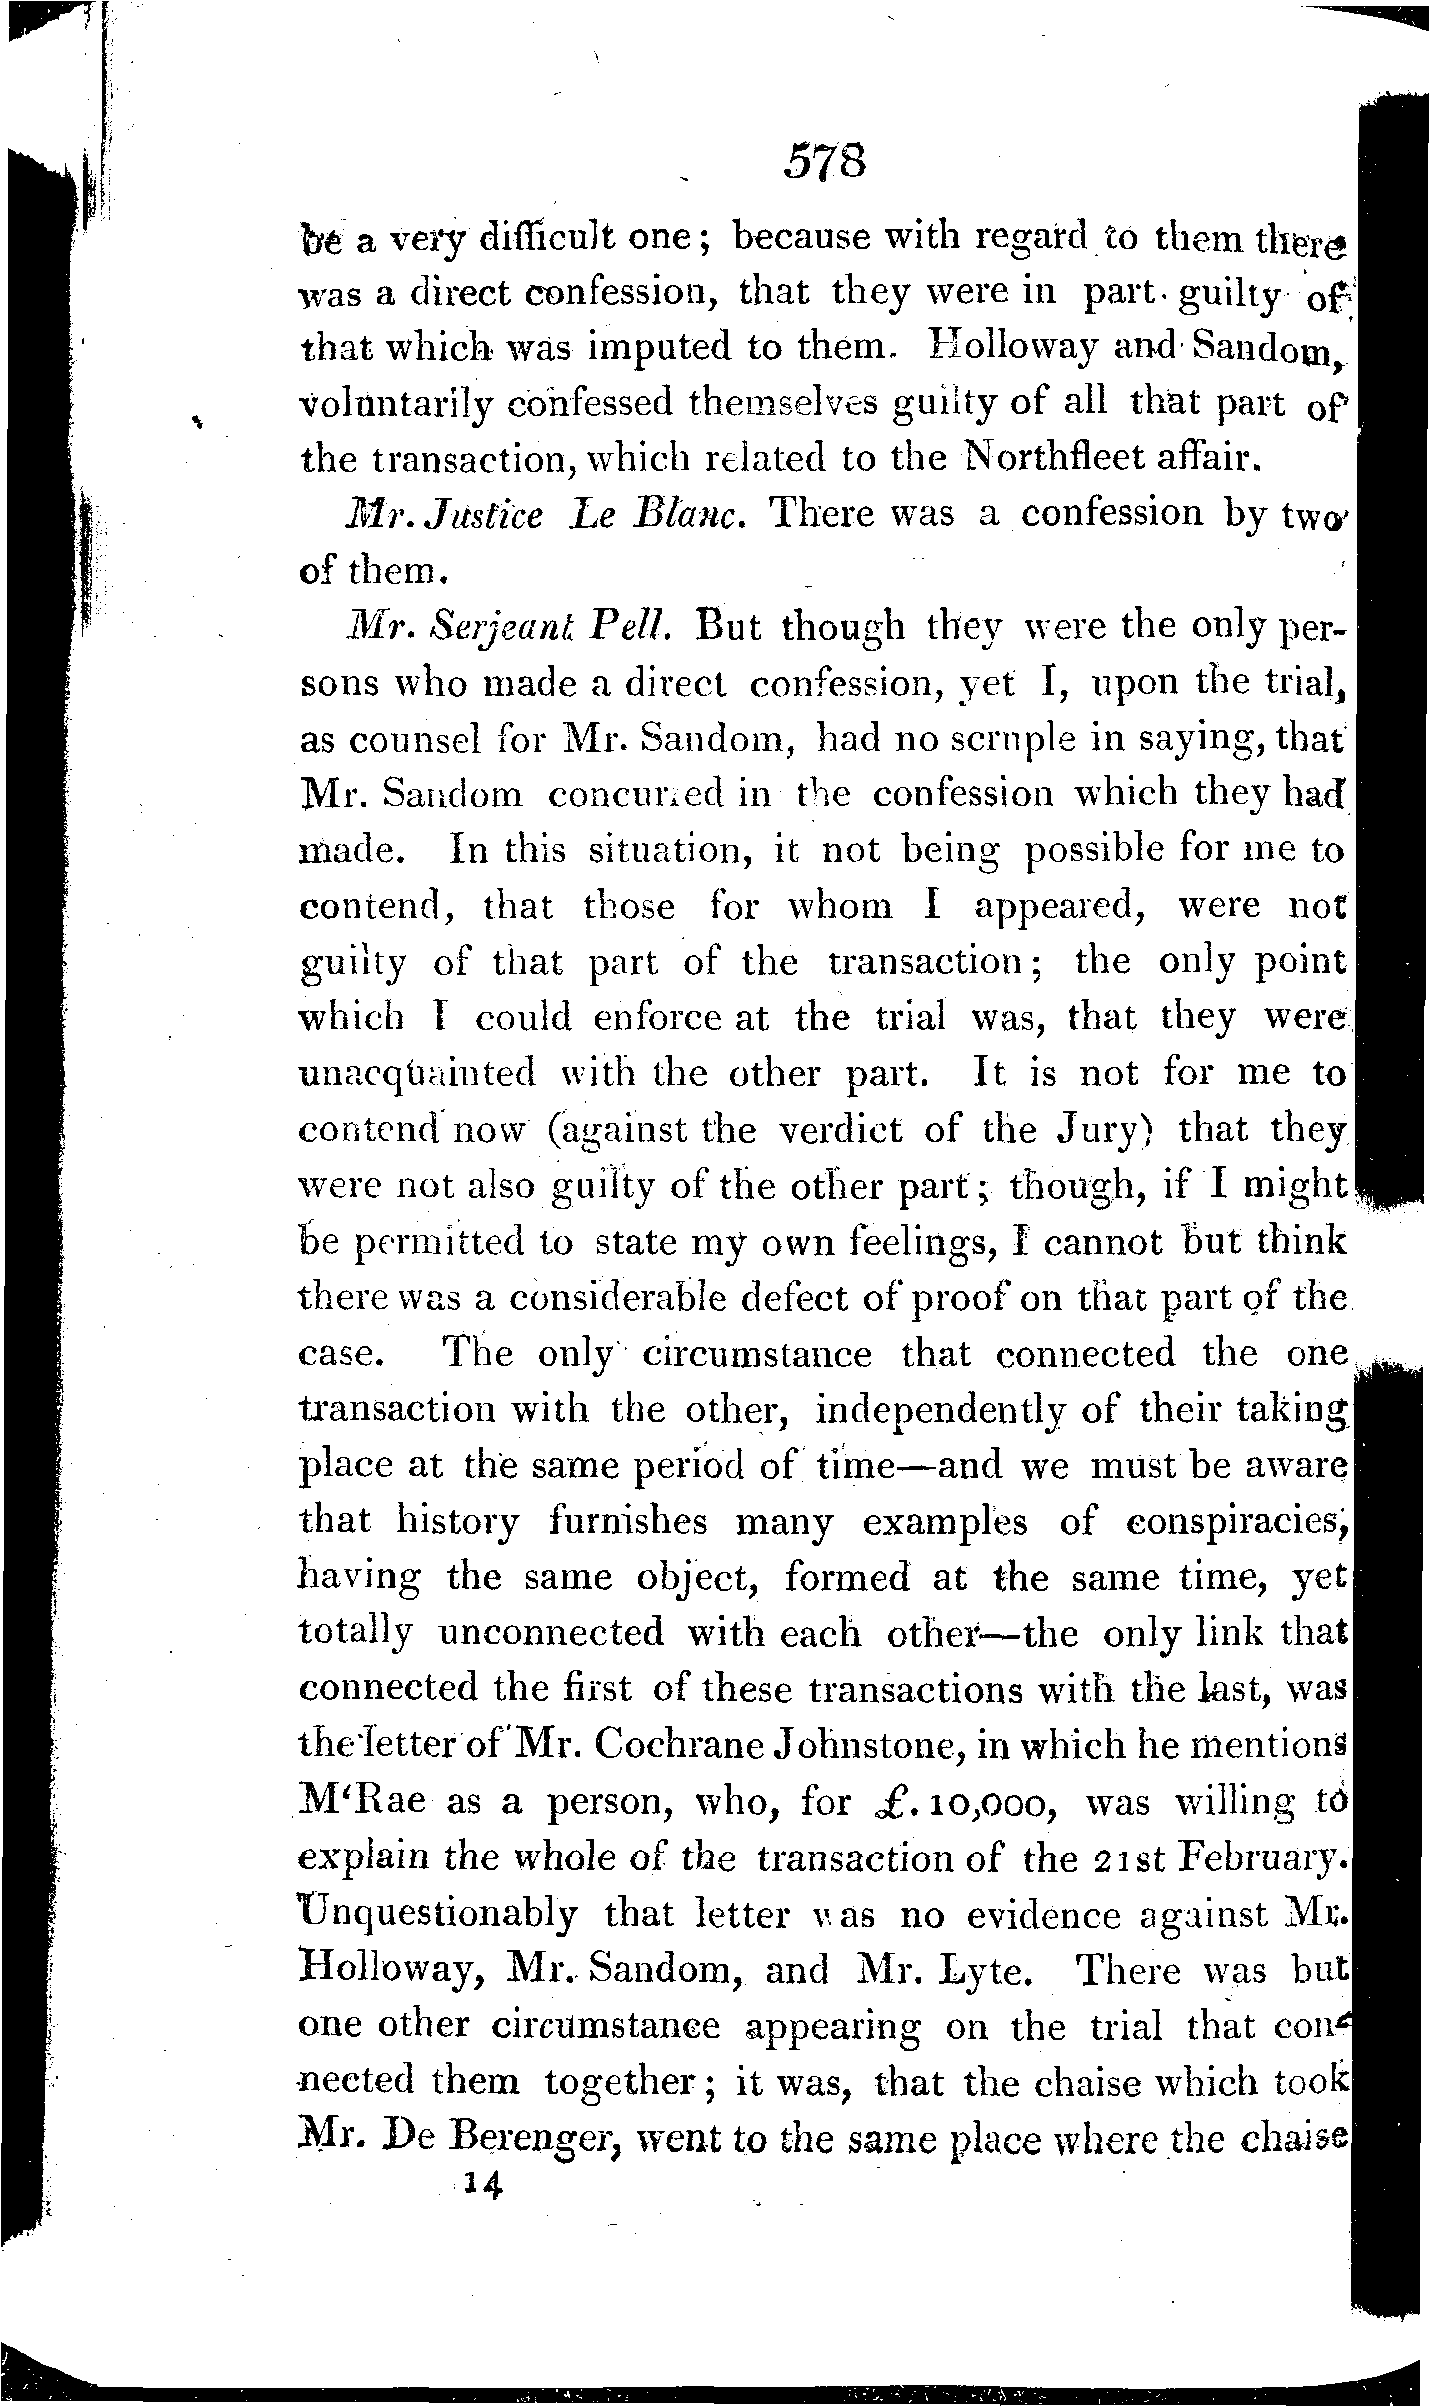 578
be a very difficult one; because with regard to them there
was a direct confession, that they were in part guilty of
that which was imputed to them. Holloway and Sandom,
voluntarily confessed themselves guilty of all that part of
the transaction, which related to the Northfleet affair.
Mr. Justice Le Blanc. There was a confession by two
of them.
Mr. Serjeant Pell. But though they were the only per-
sons who made a direct confession, yet I, upon the trial,
as counsel for Mr. Sandom, had no scruple in saying, that
Mr. Sandom concurred in the confession which they had
made. In this situation, it not being possible for me to
contend, that those for whom I appeared, were not
guilty of that part of the transaction; the only point
which I could enforce at the trial was, that they were
unacquainted with the other part. It is not for me to
contend now (against the verdict of the Jury) that they
were not also guilty of the other part; though, if I might
be permitted to state my own feelings, I cannot but think
there was a considerable defect of proof on that part of the
case. The only circumstance that connected the one
transaction with the other, independently of their taking
place at the same period of time—and we must be aware
that history furnishes many examples of conspiracies,
having the same object, formed at the same time, yet
totally unconnected with each other—the only link that
connected the first of these transactions with the last, was
the letter of Mr. Cochrane Johnstone, in which he mentions
M‘Rae as a person, who, for £. 10,000, was willing to
explain the whole of the transaction of the 21st February.
Unquestionably that letter was no evidence against Mr.
Holloway, Mr. Sandom, and Mr. Lyte. There was but
one other circumstance appearing on the trial that con-
nected them together; it was, that the chaise which took
Mr. De Berenger, went to the same place where the chaise
14